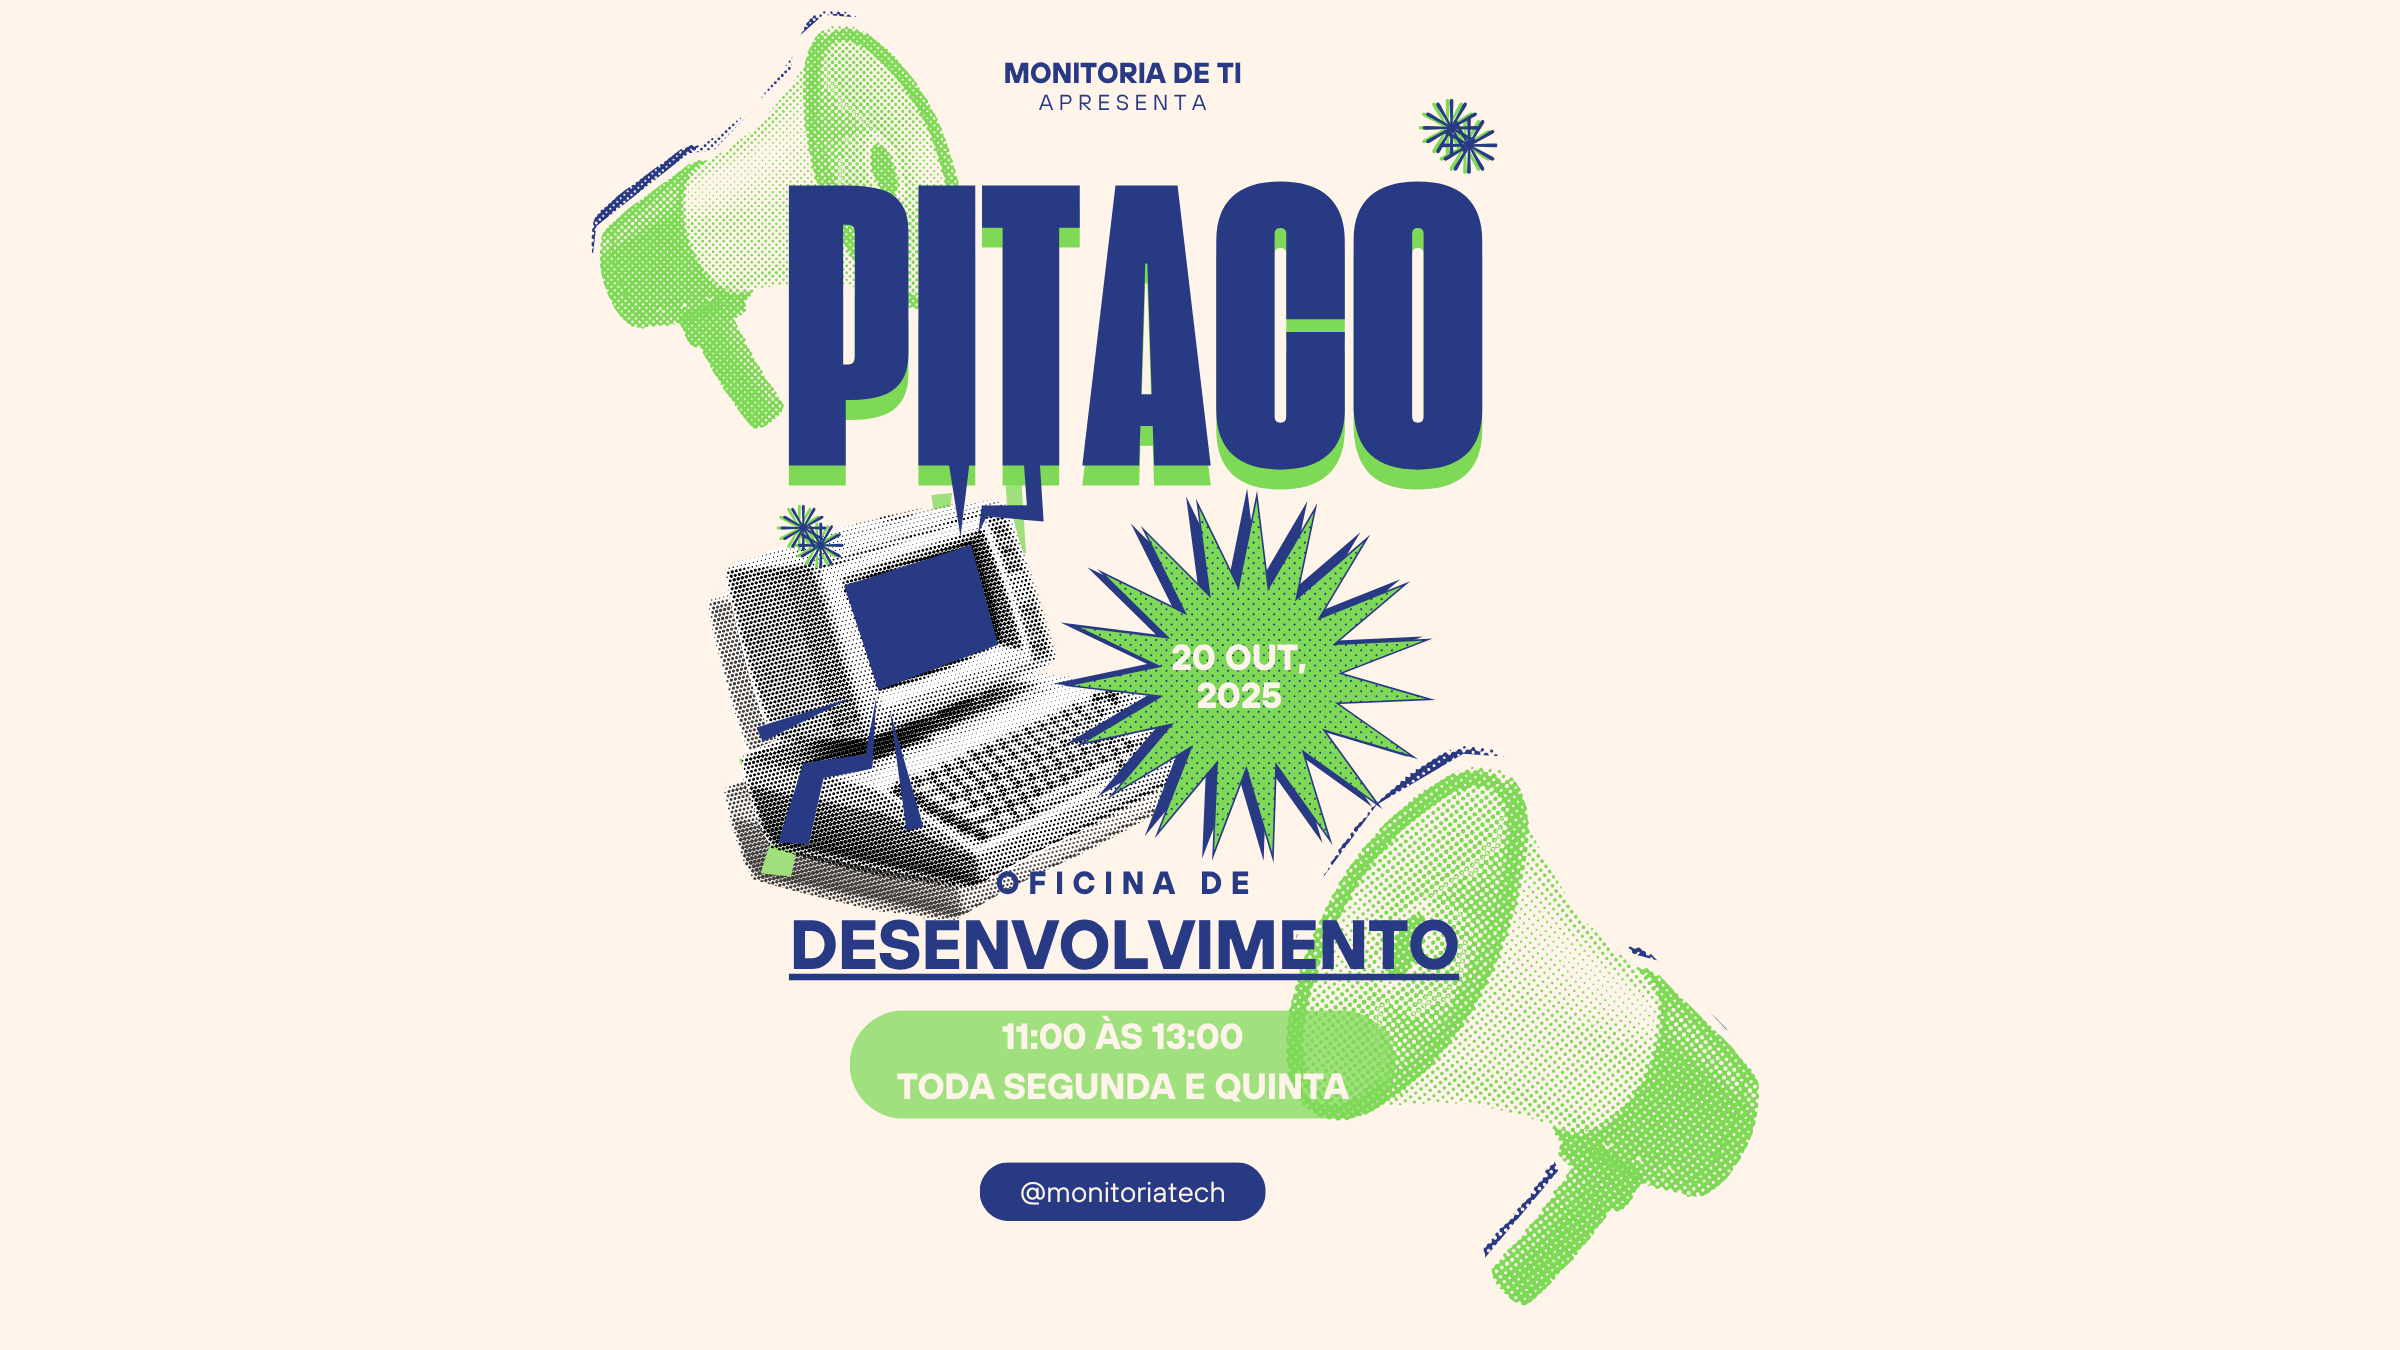 MONITORIA DE TI
APRESENTA
PITACO
20 OUT,
2025
OFICINA DE
DESENVOLVIMENTO
11:00 ÀS 13:00
TODA SEGUNDA E QUINTA
@monitoriatech